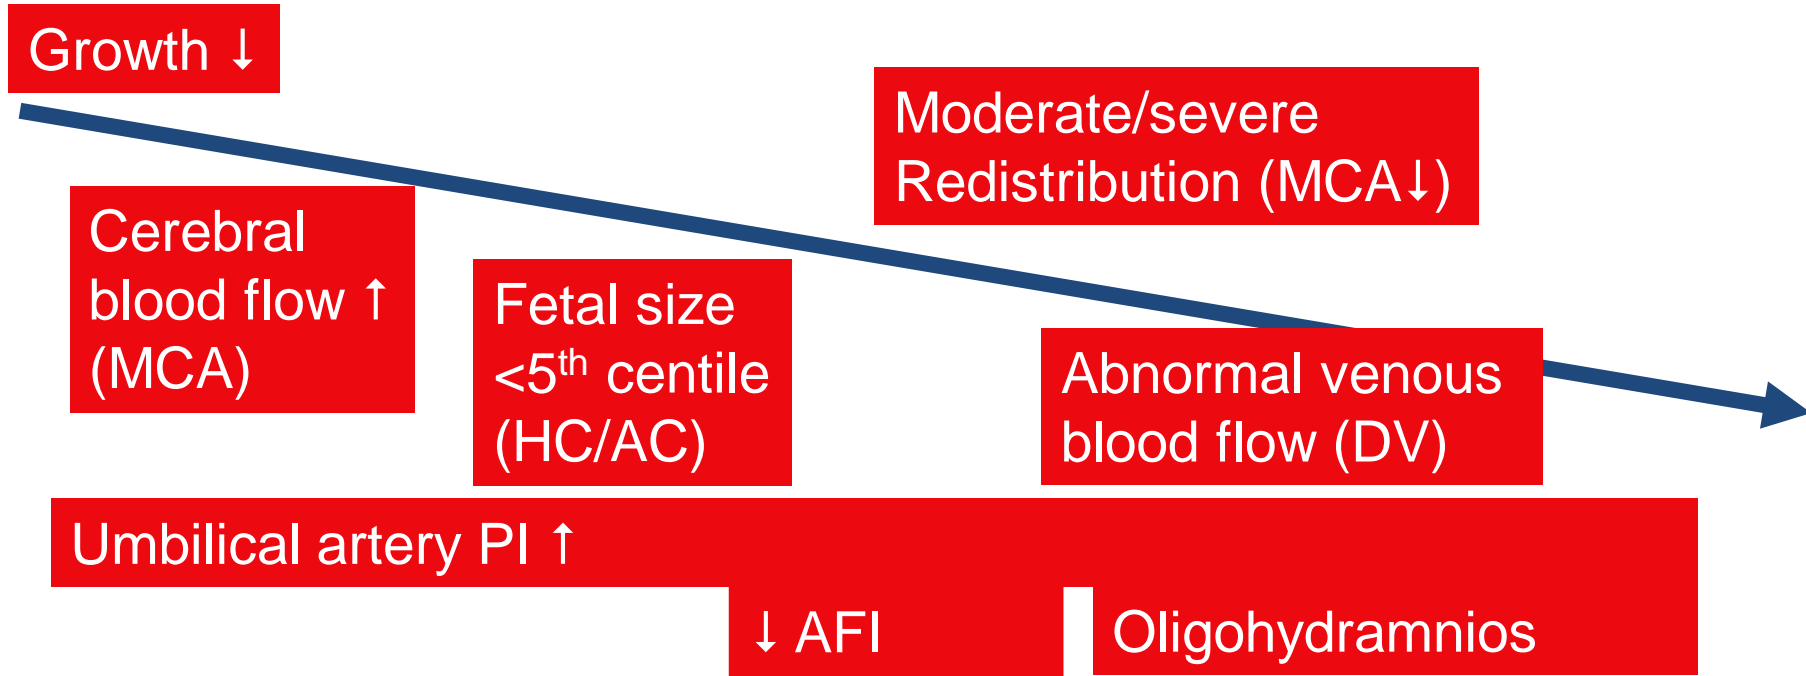 Growth ↓
Moderate/severe
Redistribution (MCA↓)
Cerebral
blood flow ↑
(MCA)
Fetal size
<5th centile
(HC/AC)
Abnormal venous
blood flow (DV)
Umbilical artery PI ↑
↓ AFI
Oligohydramnios